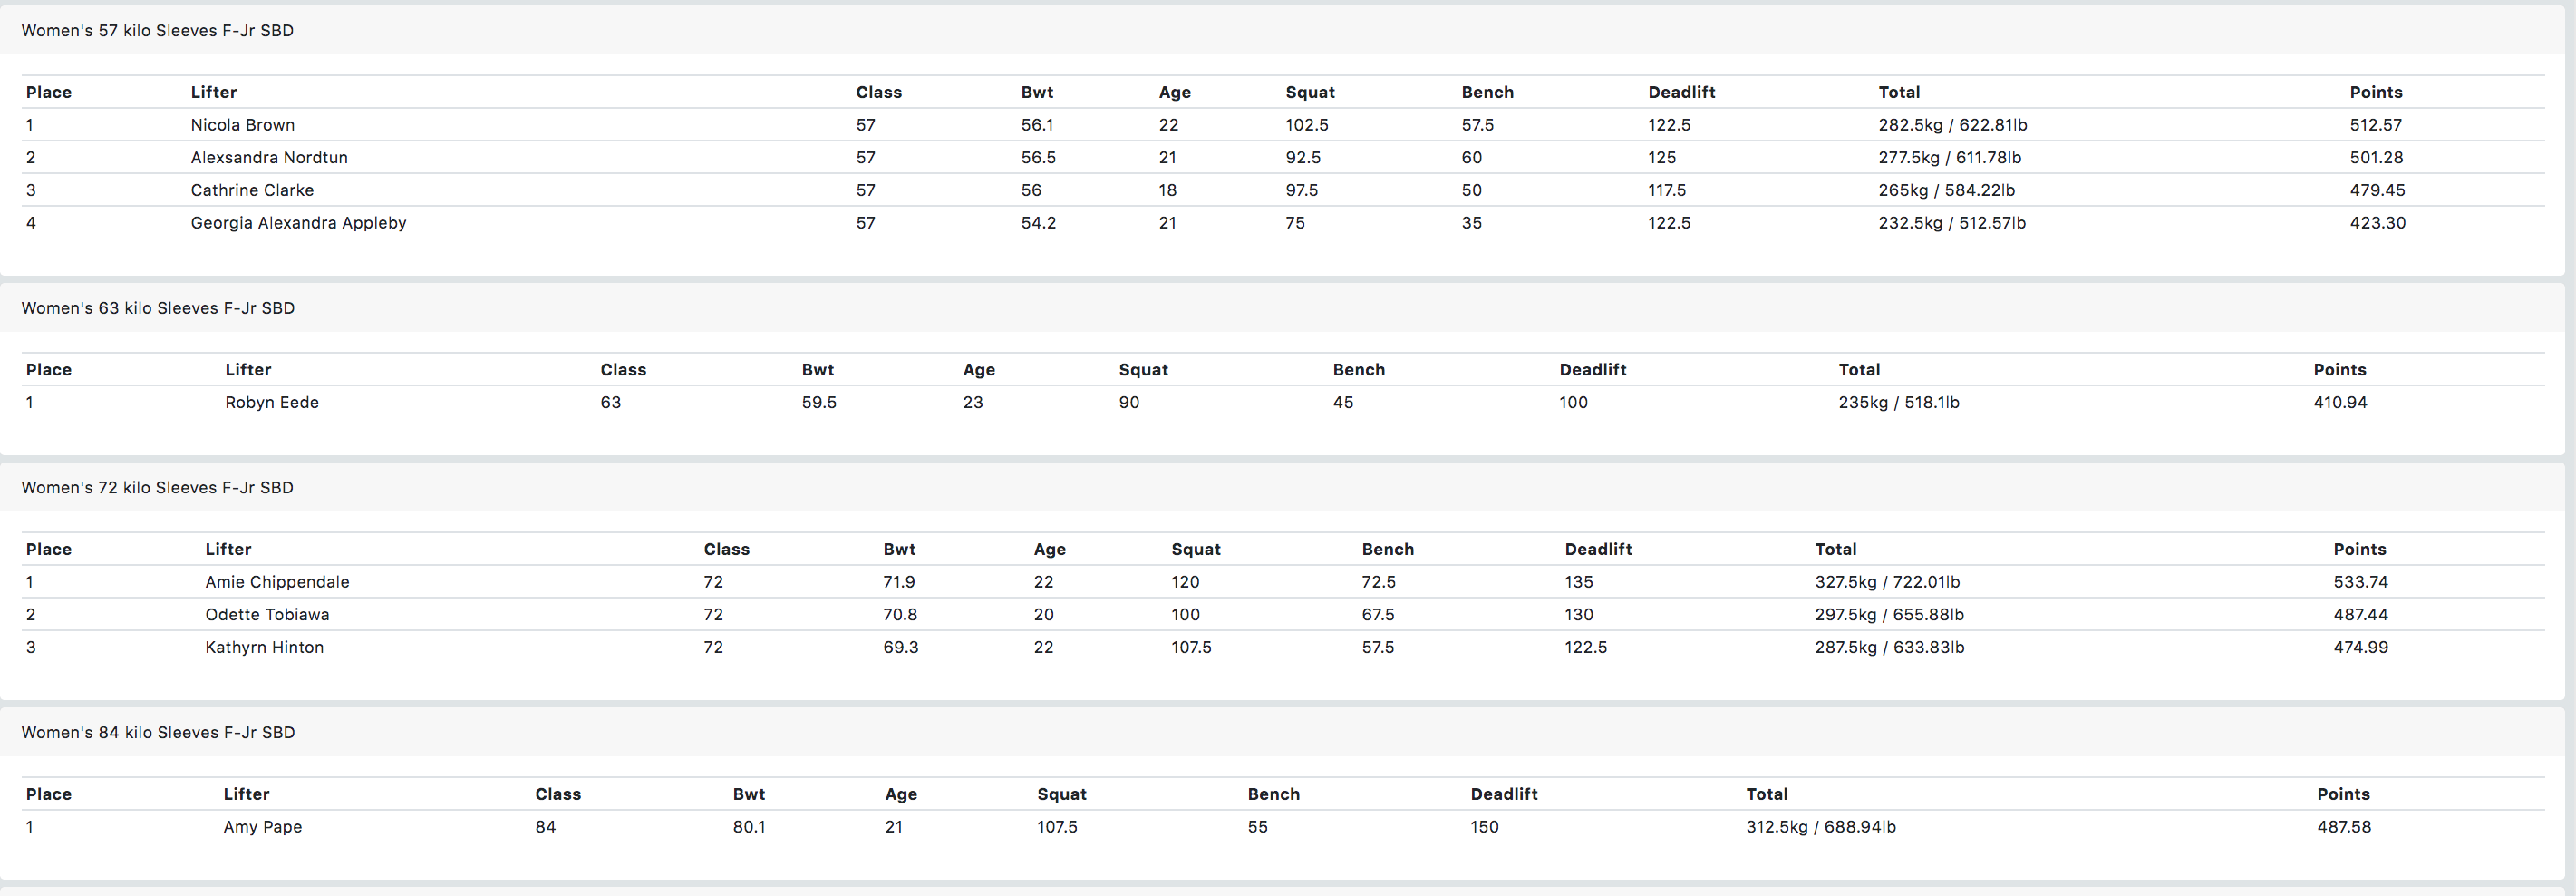 Women's 57 kilo Sleeves F-Jr SBD
Place Lifter Class Bwt Age Squat Bench Deadlift Total Points
1 Nicola Brown 57 56.1 22 102.5 57.5 122.5 282.5kg / 622.81lb 512.57
2 Alexsandra Nordtun 57 56.5 21 92.5 60 125 277.5kg / 611.78lb 501.28
3 Cathrine Clarke 57 56 18 97.5 50 117.5 265kg / 584.22lb 479.45
4 Georgia Alexandra Appleby 57 54.2 21 75 35 122.5 232.5kg / 512.57lb 423.30
Women's 63 kilo Sleeves F-Jr SBD
Place Lifter Class Bwt Age Squat Bench Deadlift Total Points
1 Robyn Eede 63 59.5 23 90 45 100 235kg / 518.1lb 410.94
Women's 72 kilo Sleeves F-Jr SBD
Place Lifter Class Bwt Age Squat Bench Deadlift Total Points
1 Amie Chippendale 72 71.9 22 120 72.5 135 327.5kg / 722.01lb 533.74
2 Odette Tobiawa 72 70.8 20 100 67.5 130 297.5kg / 655.88lb 487.44
3 Kathyrn Hinton 72 69.3 22 107.5 57.5 122.5 287.5kg / 633.83lb 474.99
Women's 84 kilo Sleeves F-Jr SBD
Place Lifter Class Bwt Age Squat Bench Deadlift Total Points
1 Amy Pape 84 80.1 21 107.5 55 150 312.5kg / 688.94lb 487.58